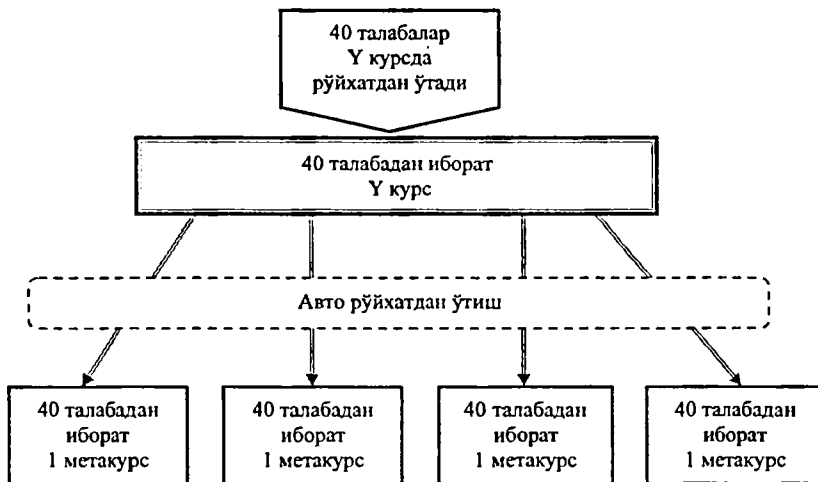 40 талабалар
Y курсда
рўйхатдан ўтади
40 талабадан иборат
Y курс
Авто рўйхатдан ўтиш
40 талабадан
иборат
1 метакурс
40 талабадан
иборат
1 метакурс
40 талабадан
иборат
1 метакурс
40 талабадан
иборат
1 метакурс